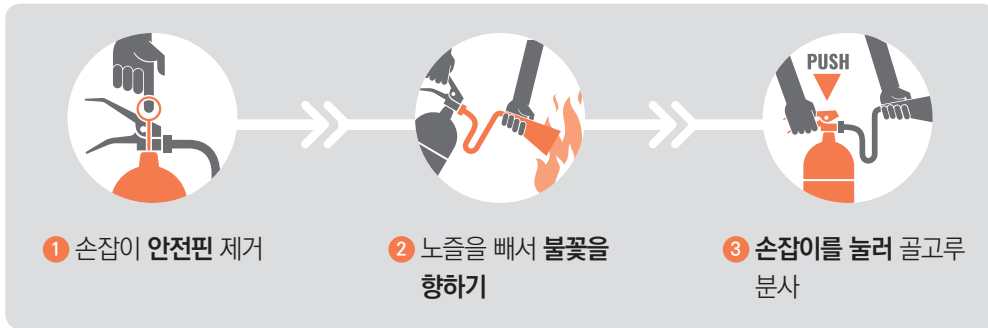 PUSH
1 손잡이 안전핀 제거
2 노즐을 빼서 불꽃을
향하기
3 손잡이를 눌러 골고루
분사